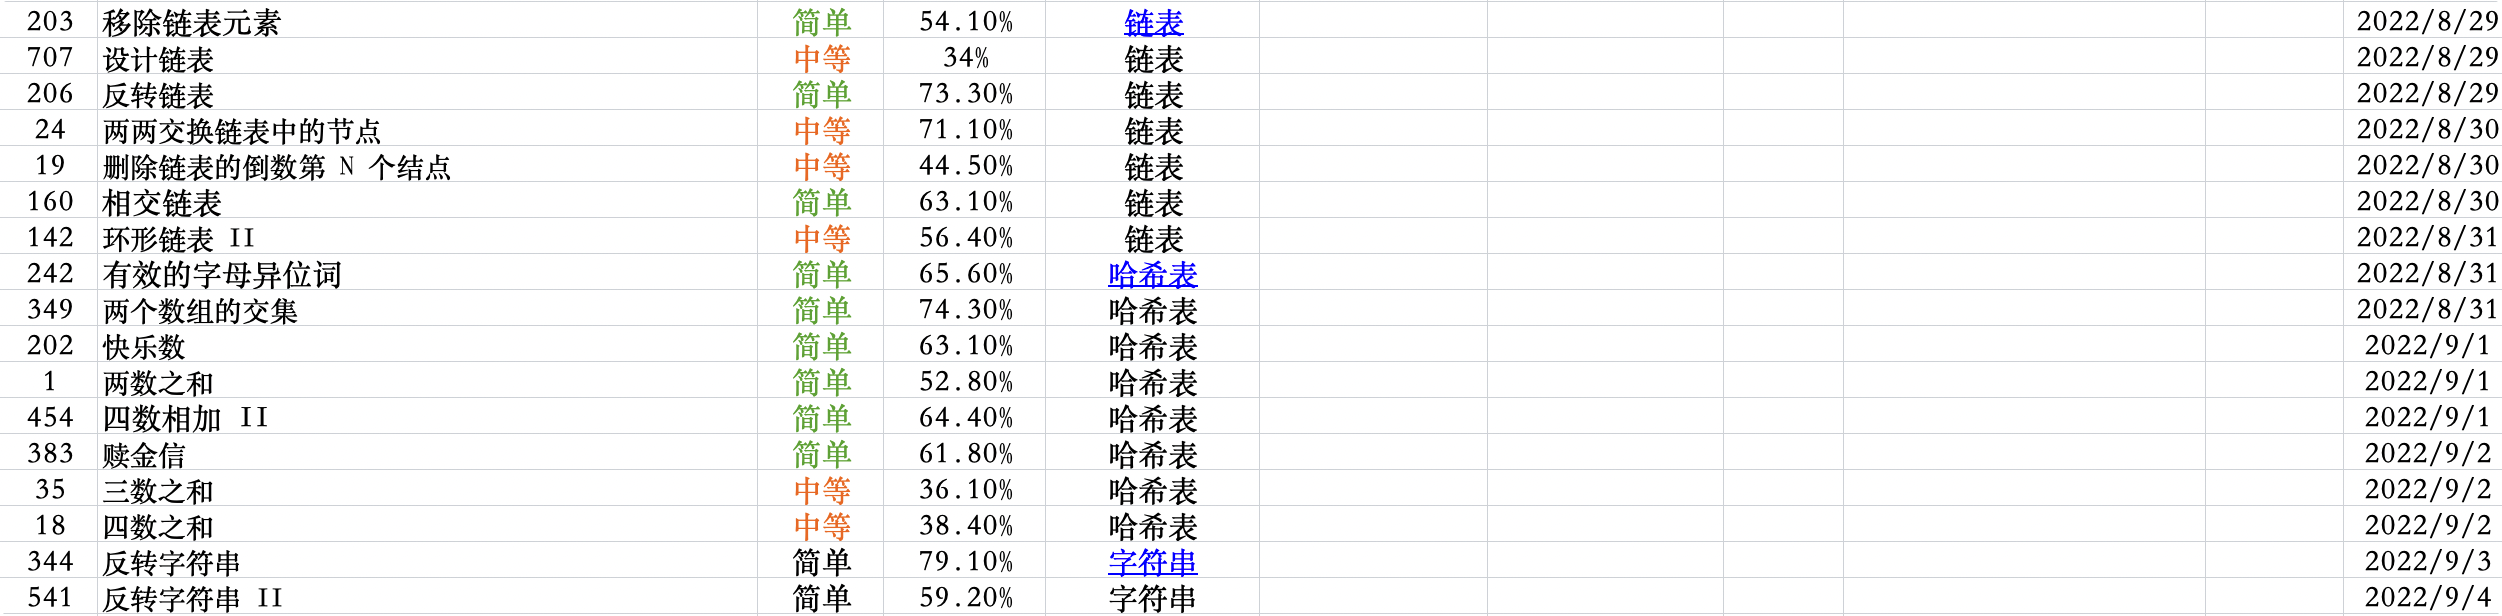 203 移除链表元素 简单 54.10% 链表 2022/8/29
707 设计链表 中等 34% 链表 2022/8/29
206 反转链表 简单 73.30% 链表 2022/8/29
24 两两交换链表中的节点 中等 71.10% 链表 2022/8/30
19 删除链表的倒数第 N 个结点 中等 44.50% 链表 2022/8/30
160 相交链表 简单 63.10% 链表 2022/8/30
142 环形链表 II 中等 56.40% 链表 2022/8/31
242 有效的字母异位词 简单 65.60% 哈希表 2022/8/31
349 两个数组的交集 简单 74.30% 哈希表 2022/8/31
202 快乐数 简单 63.10% 哈希表 2022/9/1
1 两数之和 简单 52.80% 哈希表 2022/9/1
454 四数相加 II 简单 64.40% 哈希表 2022/9/1
383 赎金信 简单 61.80% 哈希表 2022/9/2
35 三数之和 中等 36.10% 哈希表 2022/9/2
18 四数之和 中等 38.40% 哈希表 2022/9/2
344 反转字符串 简单 79.10% 字符串 2022/9/3
541 反转字符串 II 简单 59.20% 字符串 2022/9/4